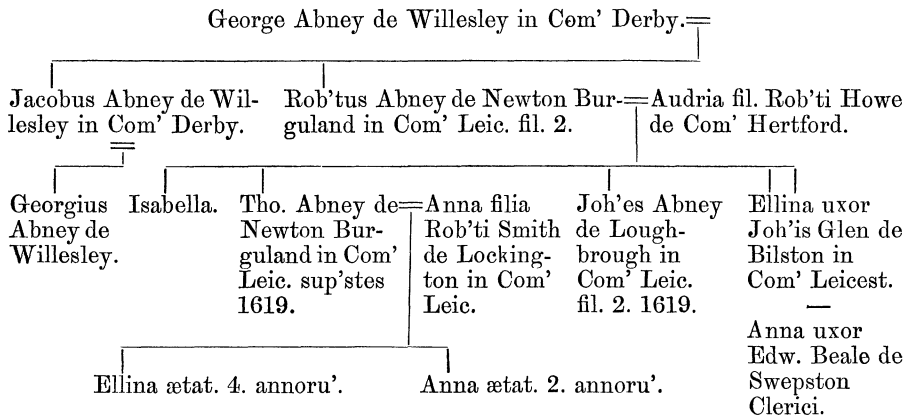 George Abney de Willesley in Com' Derby.
Jacobus Abney de Wil-
lesley in Com' Derby.
Rob'tus Abney de Newton Bur-
guland in Com' Leic. fil. 2.
Audria fil. Rob'ti Howe
de Com' Hertford.
Georgius
Abney de
Willesley.
Isabella.
Tho. Abney de
Newton Bur-
guland in Com'
Leic. sup'stes
1619.
Anna filia
Rob'ti Smith
de Locking-
ton in Com'
Leic.
Joh'es Abney
de Lough-
brough in
Com' Leic.
fil. 2. 1619.
Ellina uxor
Joh'is Glen de
Bilston in
Com' Leicest.
—
Anna uxor
Edw. Beale de
Swepston
Clerici.
Ellina ætat. 4. annoru'.
Anna ætat. 2. annoru'.